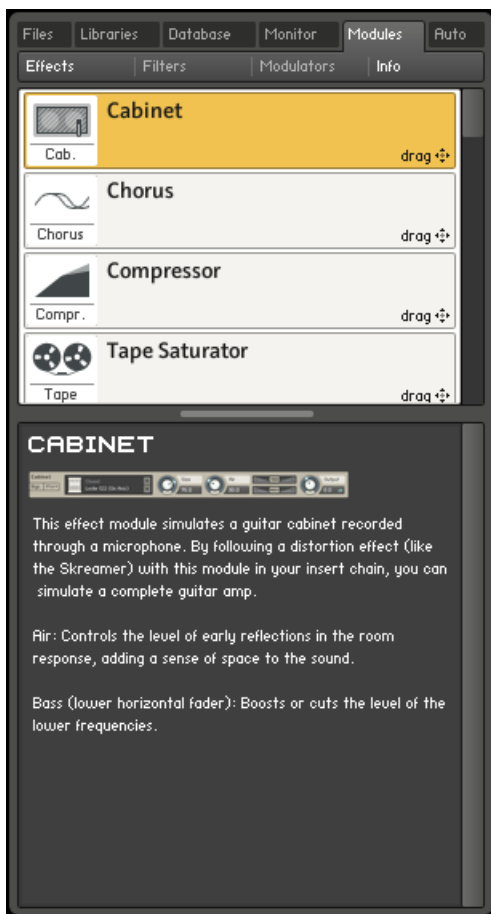 Files Libraries Database Monitor Modules Auto
Effects Filters Modulators Info
Cabinet
Cab. drag
Chorus
Chorus drag
Compressor
Compr. drag
Tape Saturator
Tape drag
CABINET
This effect module simulates a guitar cabinet recorded
through a microphone. By following a distortion effect (like
the Skreamer) with this module in your insert chain, you can
simulate a complete guitar amp.
Air: Controls the level of early reflections in the room
response, adding a sense of space to the sound.
Bass (lower horizontal fader): Boosts or cuts the level of the
lower frequencies.